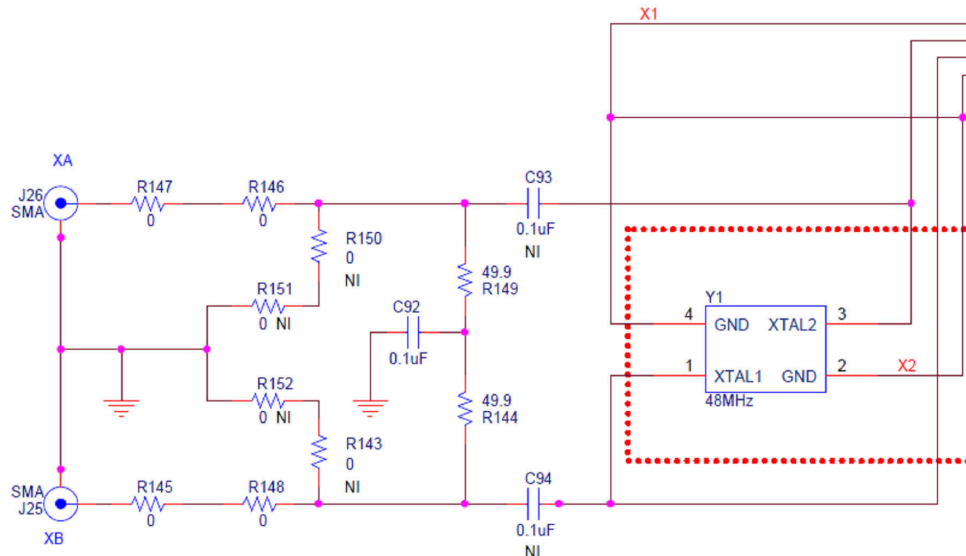 X1
XA
J26
SMA
R147
0
R146
0
C93
0.1uF
NI
R150
0
NI
R151
0 NI
49.9
R149
C92
0.1uF
Y1
4
GND
XTAL2
3
1
XTAL1
GND
2
X2
48MHz
R152
0 NI
49.9
R144
R143
0
NI
SMA
J25
XB
R145
0
R148
0
C94
0.1uF
NI